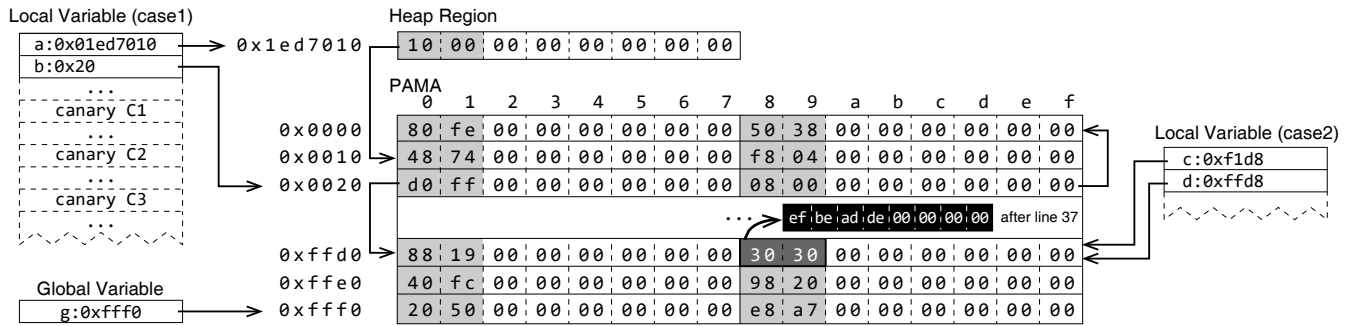 Local Variable (case1)
a:0x01ed7010
b:0x20
...
canary C1
...
canary C2
...
canary C3
...
Global Variable
g:0xfff0
Heap Region
0x1ed7010 10 00 00 00 00 00 00 00
PAMA
0 1 2 3 4 5 6 7 8 9 a b c d e f
0x0000 80 fe 00 00 00 00 00 00 50 38 00 00 00 00 00 00
0x0010 48 74 00 00 00 00 00 00 f8 04 00 00 00 00 00 00
0x0020 d0 ff 00 00 00 00 00 00 08 00 00 00 00 00 00 00
... ef be ad de 00 00 00 00 after line 37
0xffd0 88 19 00 00 00 00 00 00 30 30 00 00 00 00 00 00
0xffe0 40 fc 00 00 00 00 00 00 98 20 00 00 00 00 00 00
0xfff0 20 50 00 00 00 00 00 00 e8 a7 00 00 00 00 00 00
Local Variable (case2)
c:0xf1d8
d:0xffd8